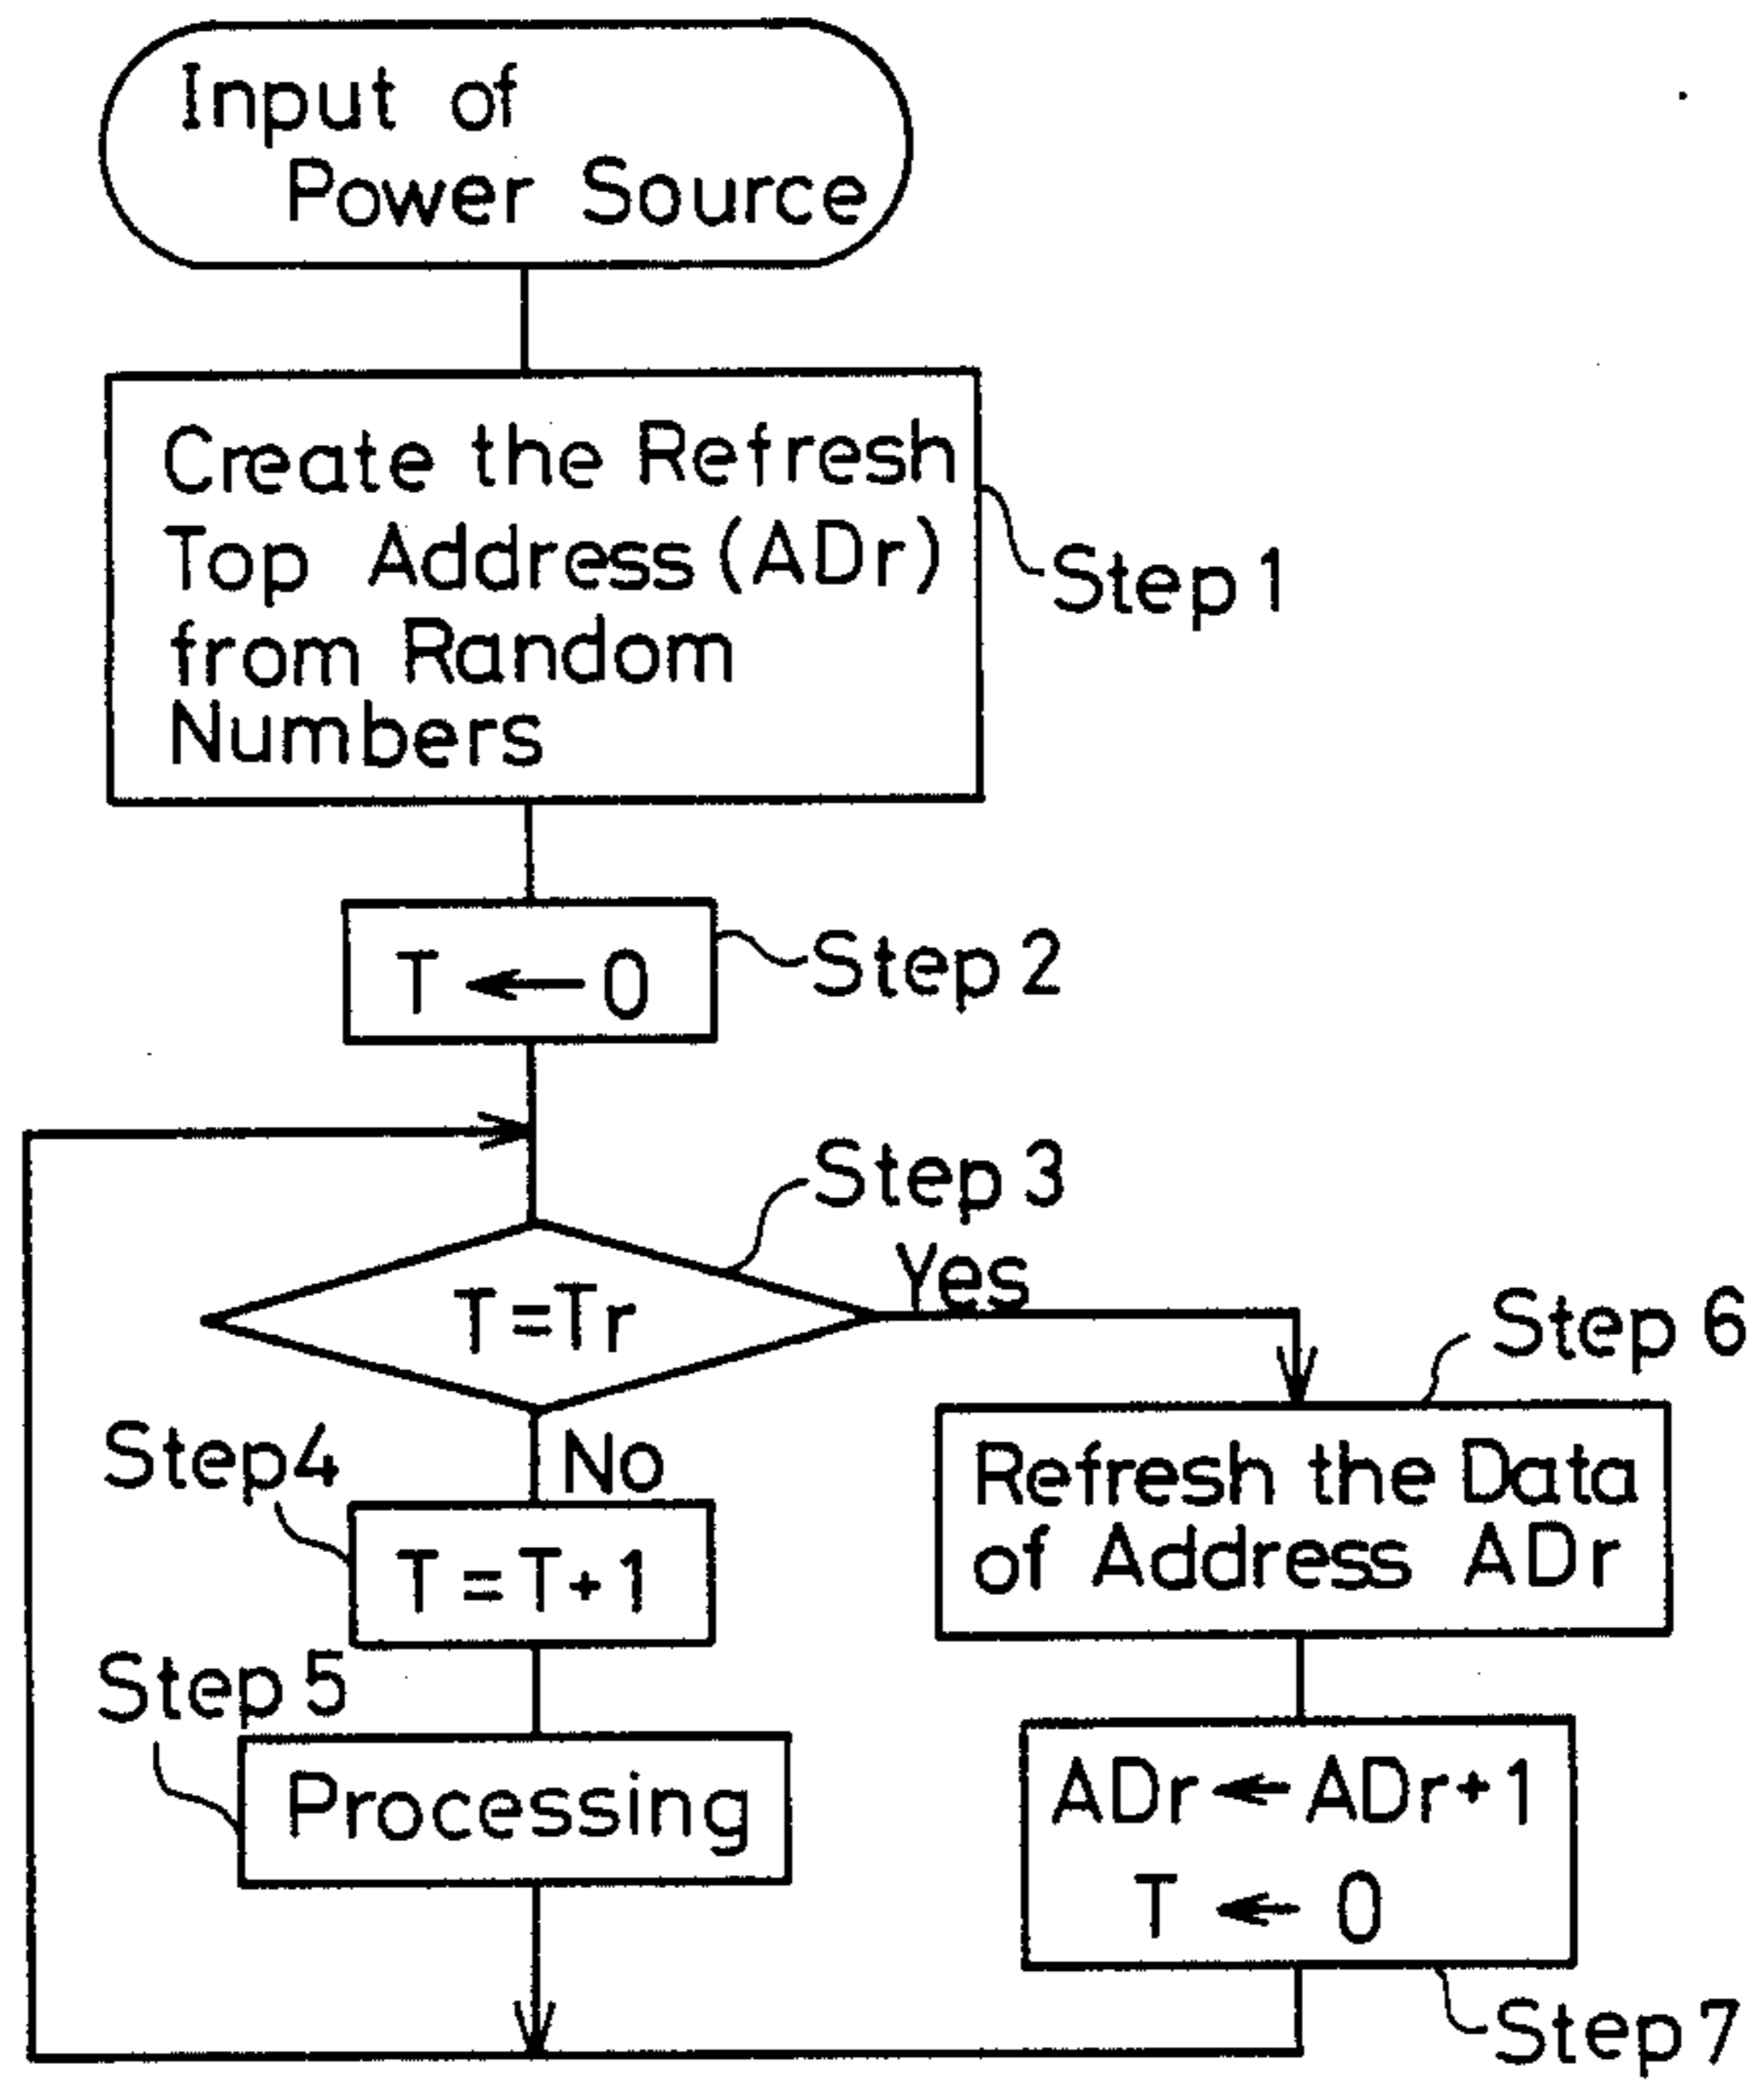 Input of
Power Source
Create the Refresh
Top Address (ADr)
from Random
Numbers
Step 1
T ← 0
Step 2
Step 3
T=Tr
Yes
No
Step 4
T = T+1
Step 5
Processing
Step 6
Refresh the Data
of Address ADr
ADr ← ADr+1
T ← 0
Step 7